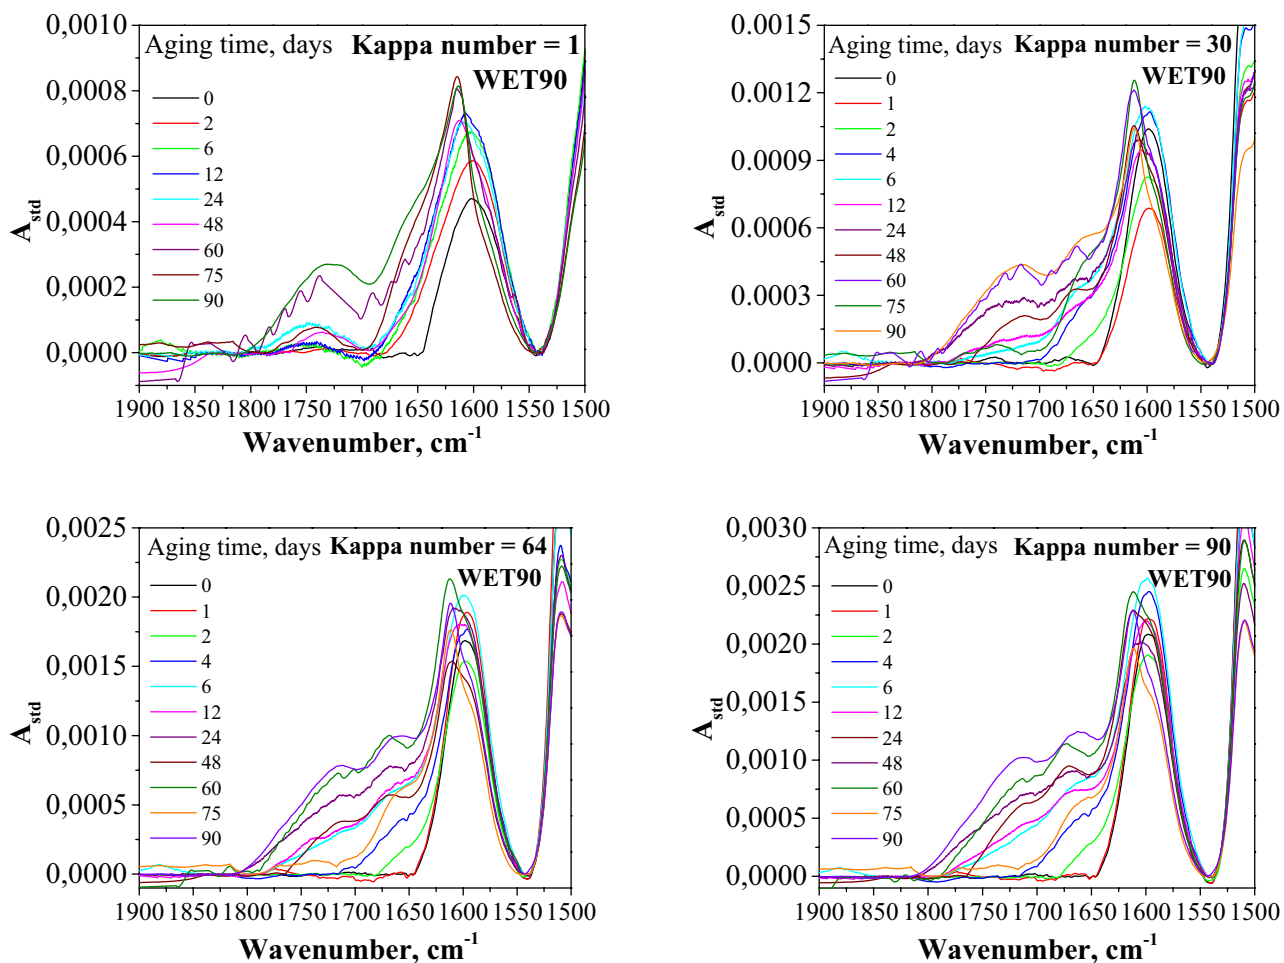 0,0010
0,0008
0,0006
0,0004
0,0002
0,0000
A_std
Aging time, days
Kappa number = 1
WET90
0
2
6
12
24
48
60
75
90
1900 1850 1800 1750 1700 1650 1600 1550 1500
Wavenumber, cm⁻¹
0.0015
0.0012
0.0009
0.0006
0.0003
0.0000
A_std
Aging time, days
Kappa number = 30
WET90
0
1
2
4
6
12
24
48
60
75
90
1900 1850 1800 1750 1700 1650 1600 1550 1500
Wavenumber, cm⁻¹
0,0025
0,0020
0,0015
0,0010
0,0005
0,0000
A_std
Aging time, days
Kappa number = 64
WET90
0
1
2
4
6
12
24
48
60
75
90
1900 1850 1800 1750 1700 1650 1600 1550 1500
Wavenumber, cm⁻¹
0,0030
0,0025
0,0020
0,0015
0,0010
0,0005
0,0000
A_std
Aging time, days
Kappa number = 90
WET90
0
1
2
4
6
12
24
48
60
75
90
1900 1850 1800 1750 1700 1650 1600 1550 1500
Wavenumber, cm⁻¹